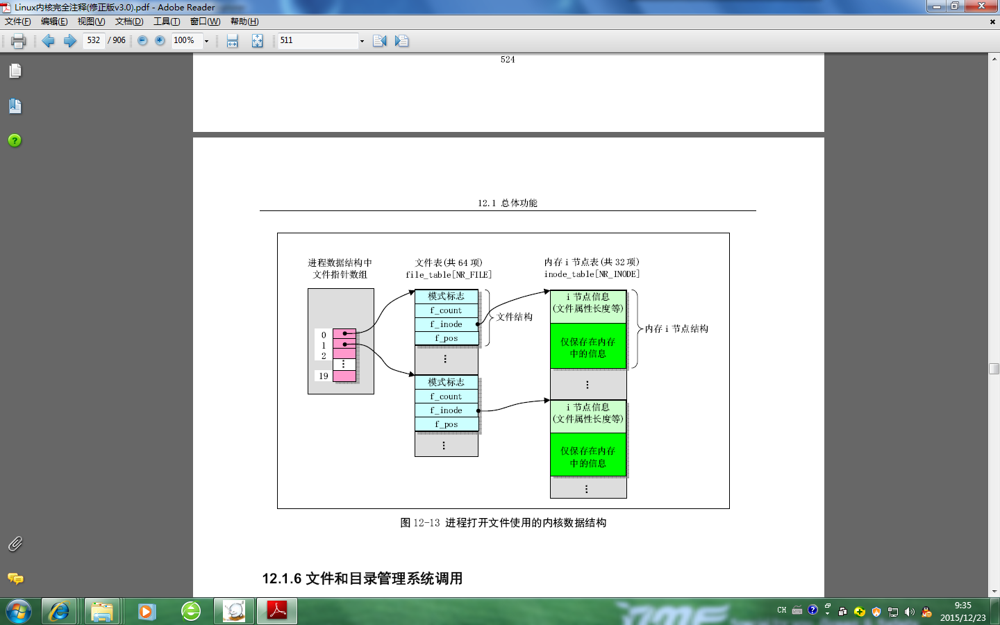 Linux内核完全注释(修正版v3.0).pdf - Adobe Reader
文件(F) 编辑(E) 视图(V) 文档(D) 工具(T) 窗口(W) 帮助(H)
532 / 906 100% 511
524
12.1 总体功能
进程数据结构中
文件指针数组
文件表(共 64 项)
file_table[NR_FILE]
内存 i 节点表(共 32 项)
inode_table[NR_INODE]
0
1
2
⋮
19
模式标志
f_count
f_inode
f_pos
文件结构
⋮
模式标志
f_count
f_inode
f_pos
⋮
i 节点信息
(文件属性长度等)
仅保存在内存
中的信息
内存 i 节点结构
⋮
i 节点信息
(文件属性长度等)
仅保存在内存
中的信息
⋮
图 12-13 进程打开文件使用的内核数据结构
12.1.6 文件和目录管理系统调用
CH
9:35
2015/12/23